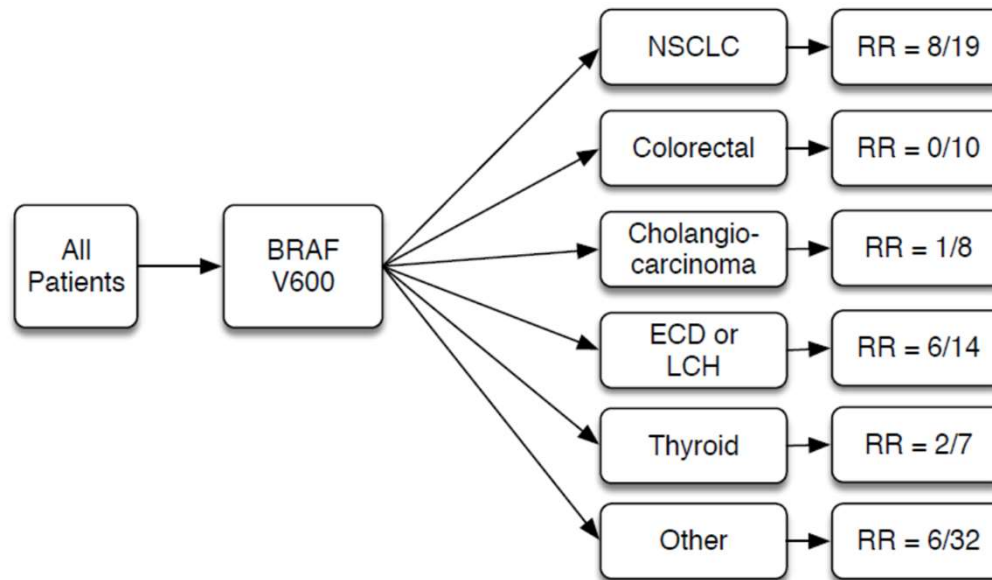 All
Patients
BRAF
V600
NSCLC
RR = 8/19
Colorectal
RR = 0/10
Cholangio-
carcinoma
RR = 1/8
ECD or
LCH
RR = 6/14
Thyroid
RR = 2/7
Other
RR = 6/32